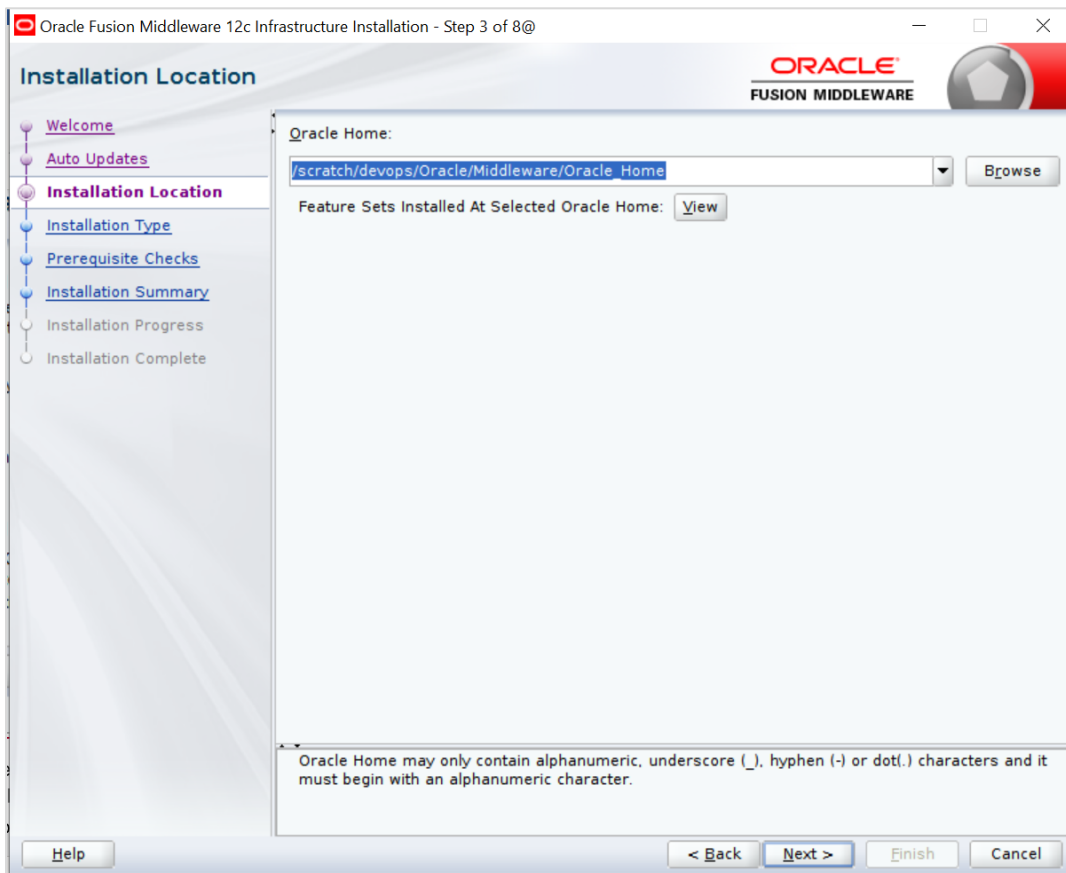 Oracle Fusion Middleware 12c Infrastructure Installation - Step 3 of 8@
Installation Location
ORACLE
FUSION MIDDLEWARE
Welcome
Auto Updates
Installation Location
Installation Type
Prerequisite Checks
Installation Summary
Installation Progress
Installation Complete
Oracle Home:
/scratch/devops/Oracle/Middleware/Oracle_Home
Browse
Feature Sets Installed At Selected Oracle Home: View
Oracle Home may only contain alphanumeric, underscore (_), hyphen (-) or dot(.) characters and it
must begin with an alphanumeric character.
Help
< Back
Next >
Finish
Cancel